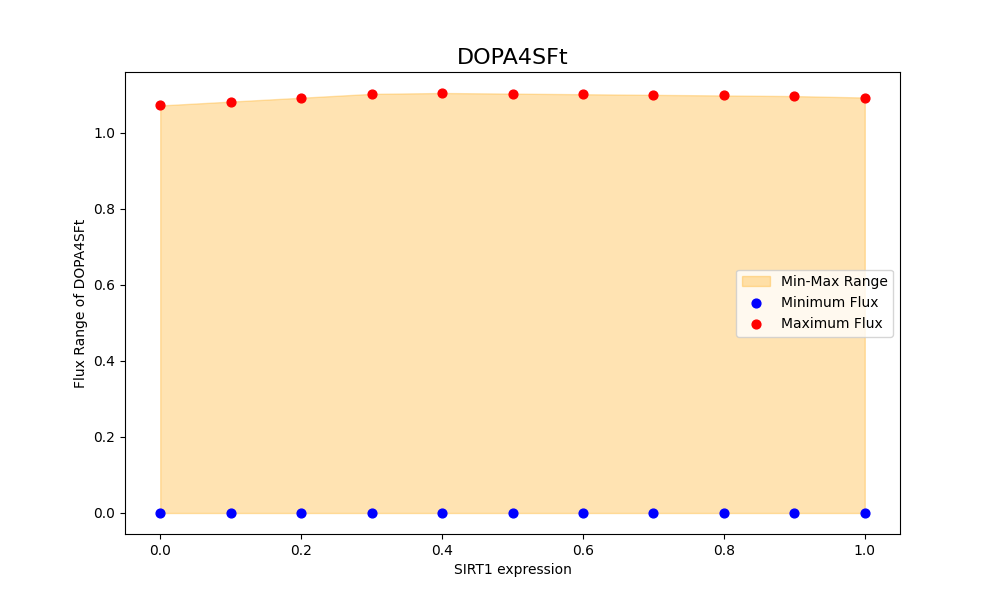 DOPA4SFt
Flux Range of DOPA4SFt
1.0
0.8
0.6
0.4
0.2
0.0
Min-Max Range
Minimum Flux
Maximum Flux
0.0 0.2 0.4 0.6 0.8 1.0
SIRT1 expression